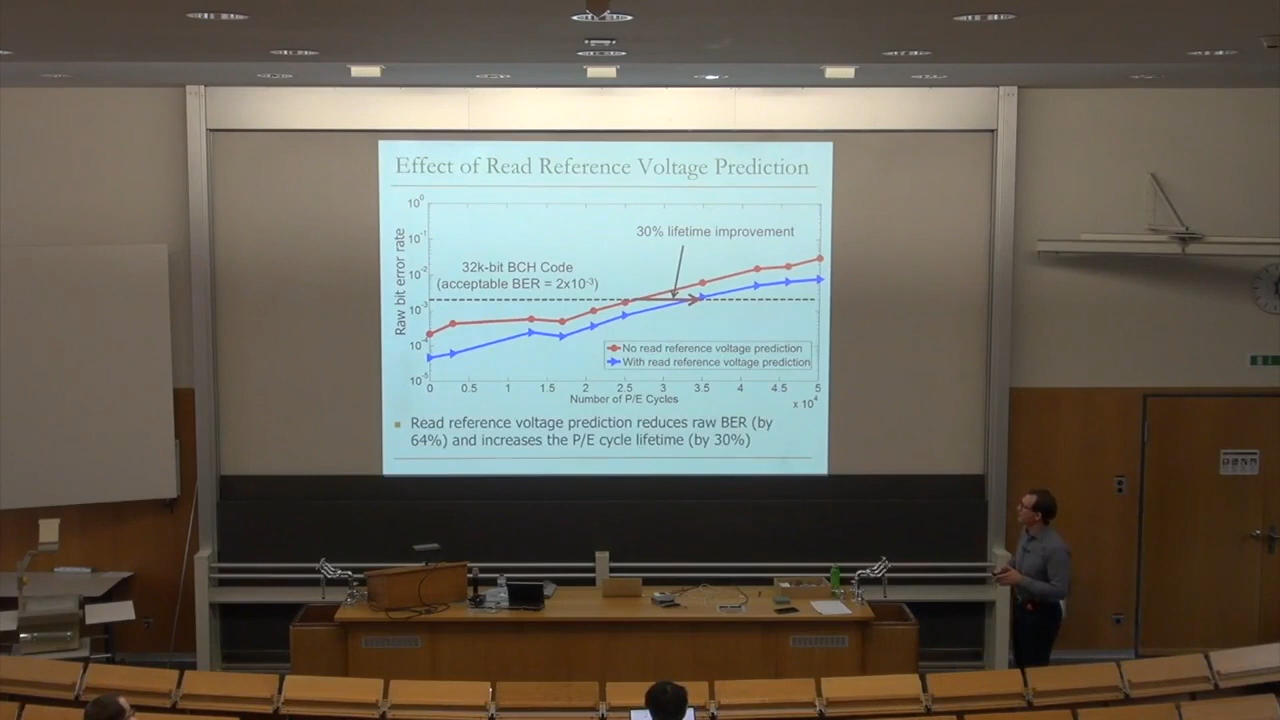 Effect of Read Reference Voltage Prediction
Raw bit error rate
10^0
10^-1
10^-2
10^-3
10^-4
10^-5
30% lifetime improvement
32k-bit BCH Code
(acceptable BER = 2x10^-3)
No read reference voltage prediction
With read reference voltage prediction
0 0.5 1 1.5 2 2.5 3 3.5 4 4.5 5
Number of P/E Cycles
x 10^4
Read reference voltage prediction reduces raw BER (by
64%) and increases the P/E cycle lifetime (by 30%)